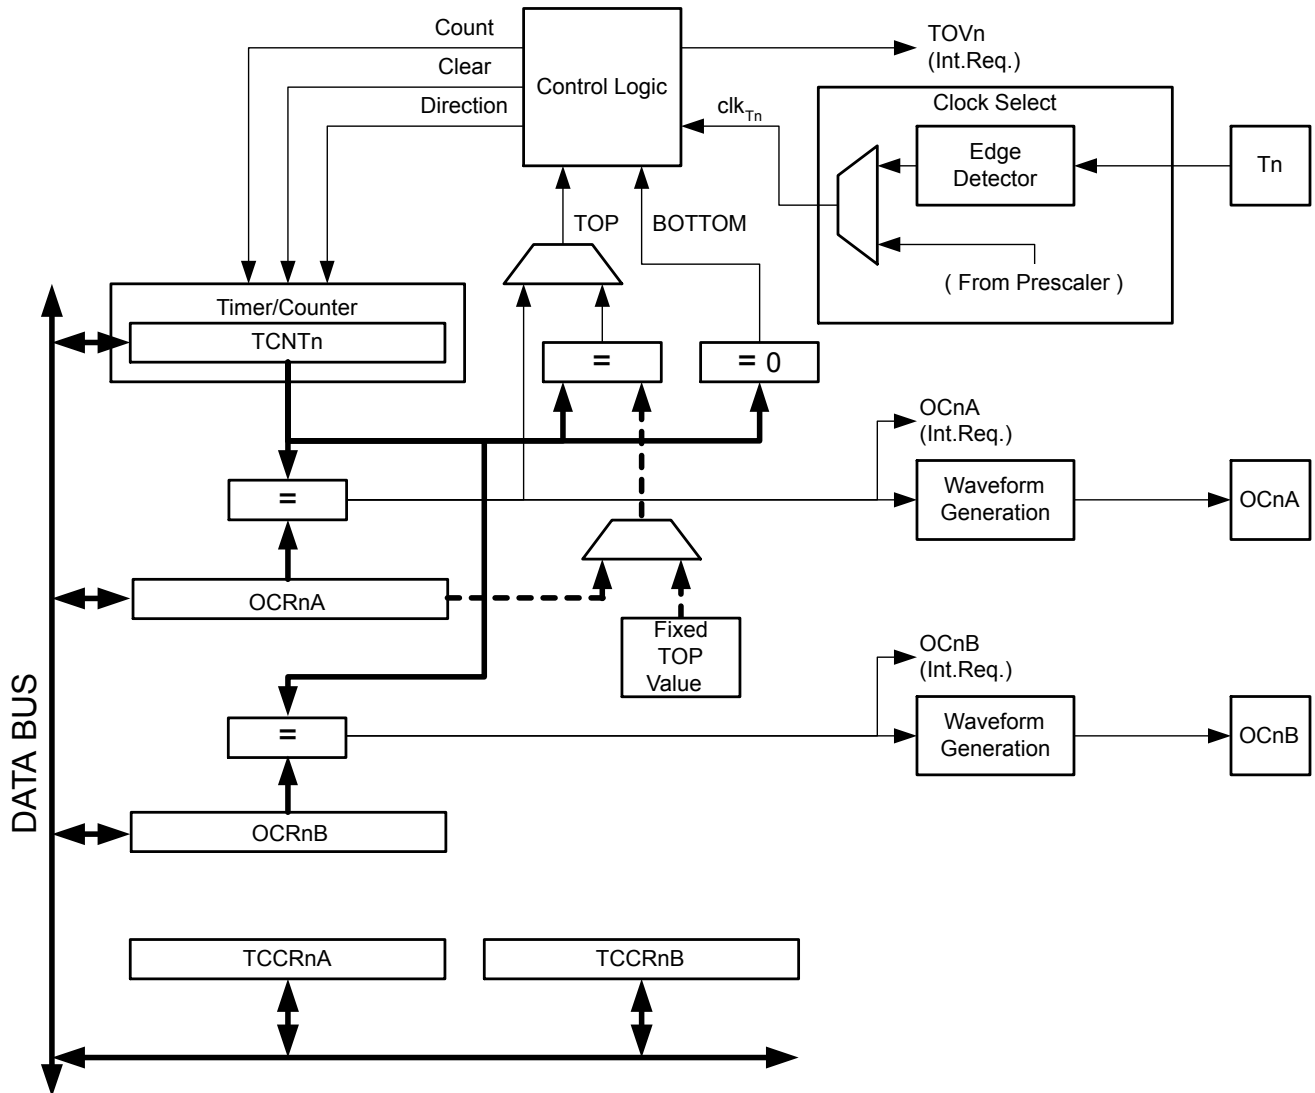 Count
Clear
Direction
Control Logic
TOVn
(Int.Req.)
clkTn
Clock Select
Edge
Detector
Tn
TOP
BOTTOM
( From Prescaler )
Timer/Counter
TCNTn
=
= 0
OCnA
(Int.Req.)
=
Waveform
Generation
OCnA
OCRnA
Fixed
TOP
Value
OCnB
(Int.Req.)
=
Waveform
Generation
OCnB
DATA BUS
OCRnB
TCCRnA
TCCRnB